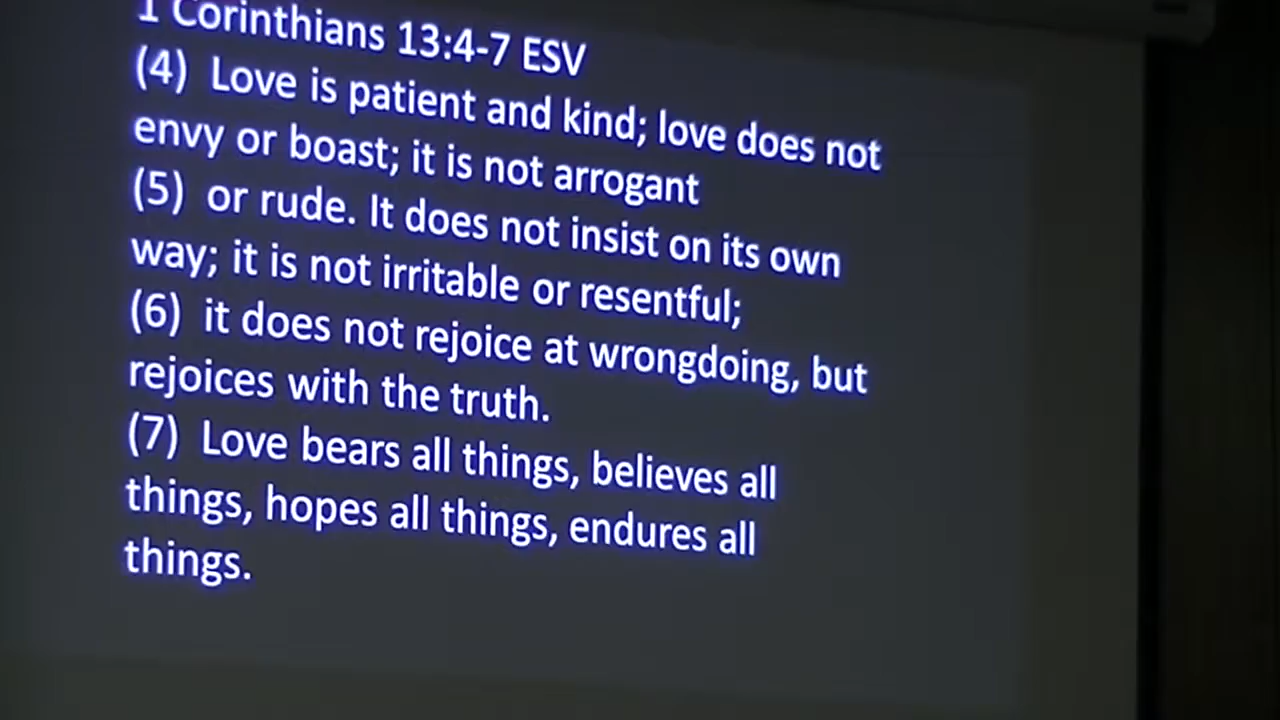 1 Corinthians 13:4-7 ESV
(4) Love is patient and kind; love does not
envy or boast; it is not arrogant
(5) or rude. It does not insist on its own
way; it is not irritable or resentful;
(6) it does not rejoice at wrongdoing, but
rejoices with the truth.
(7) Love bears all things, believes all
things, hopes all things, endures all
things.